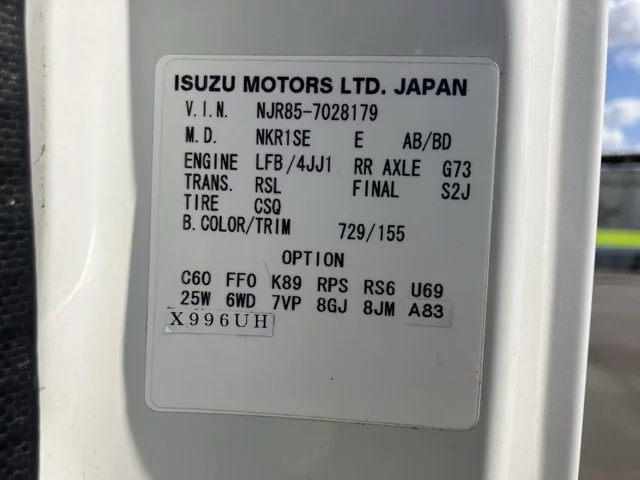 ISUZU MOTORS LTD. JAPAN
V.I.N. NJR85-7028179
M.D. NKR1SE E AB/BD
ENGINE LFB/4JJ1 RR AXLE G73
TRANS. RSL FINAL S2J
TIRE CSQ
B.COLOR/TRIM 729/155
OPTION
C60 FF0 K89 RPS RS6 U69
25W 6WD 7VP 8GJ 8JM A83
X996UH